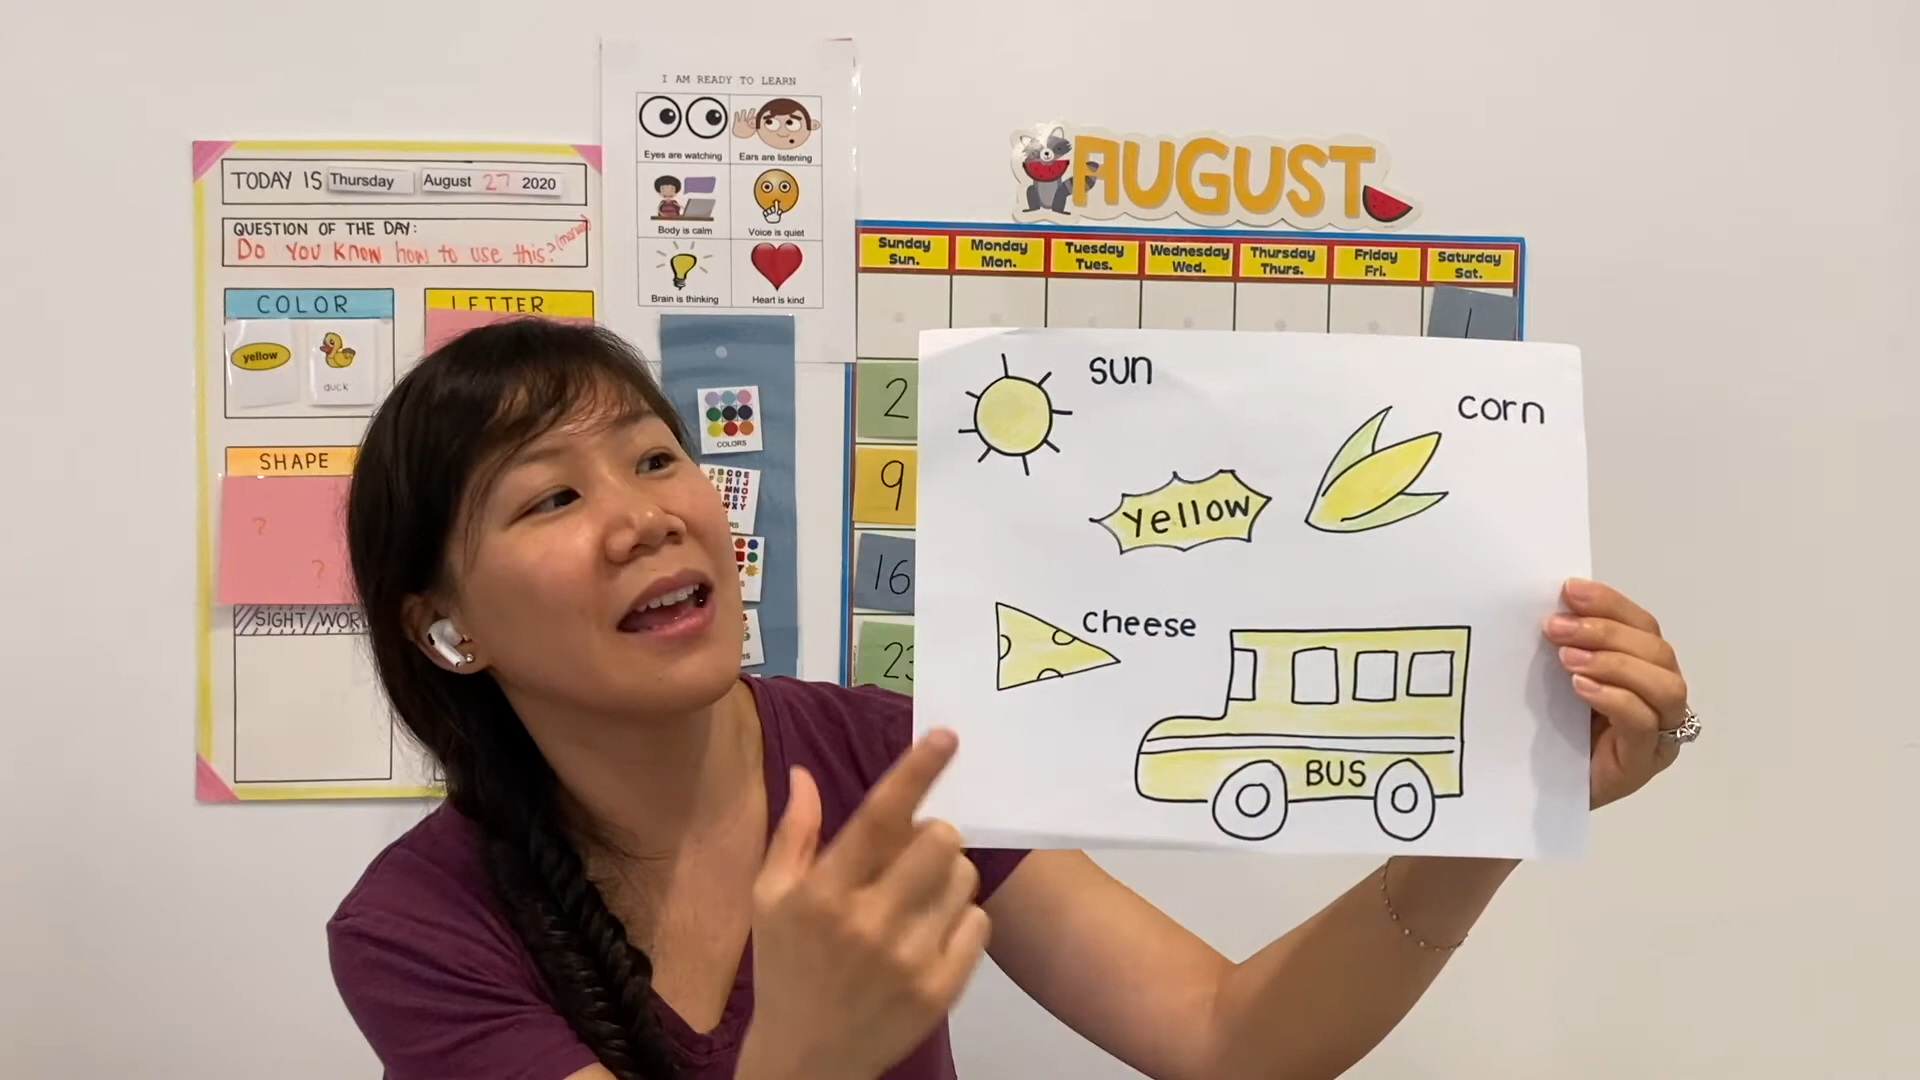 I AM READY TO LEARN
Eyes are watching
Ears are listening
Body is calm
Voice is quiet
Brain is thinking
Heart is kind
TODAY IS Thursday August 27 2020
QUESTION OF THE DAY:
Do you know how to use this?
COLOR
yellow
duck
LETTER
SHAPE
?
?
SIGHT WOR
COLORS
AUGUST
Sunday Sun.
Monday Mon.
Tuesday Tues.
Wednesday Wed.
Thursday Thurs.
Friday Fri.
Saturday Sat.
1
2
9
16
23
sun
corn
yellow
cheese
BUS